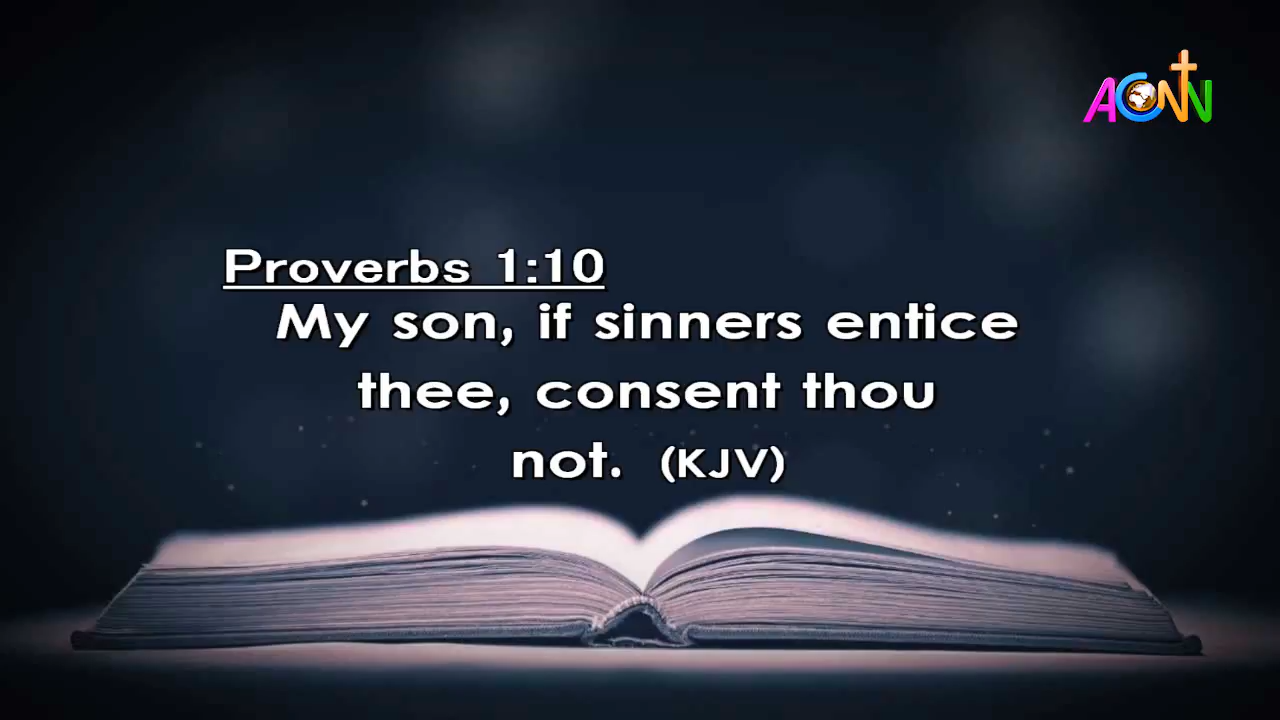 ACNN
Proverbs 1:10
My son, if sinners entice
thee, consent thou
not. (KJV)